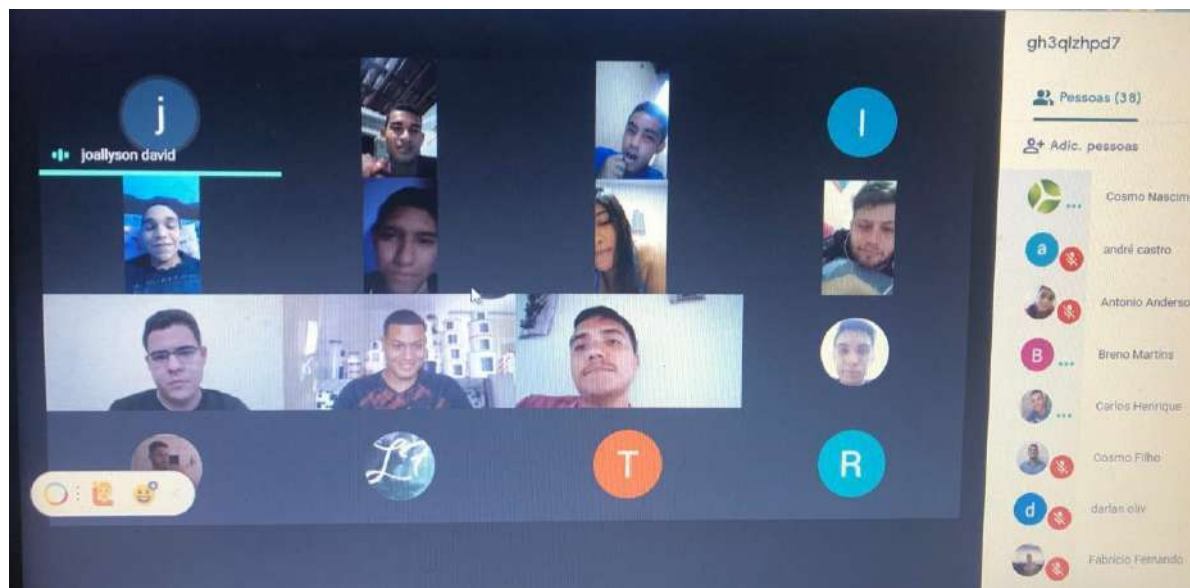 j
joallyson david
I
T
R
gh3qlzhpd7
Pessoas (38)
Adic. pessoas
Cosmo Nascim
a
andré castro
Antonio Anderso
B
Breno Martins
Carlos Henrique
Cosmo Filho
d
darlan oliv
Fabricio Fernando